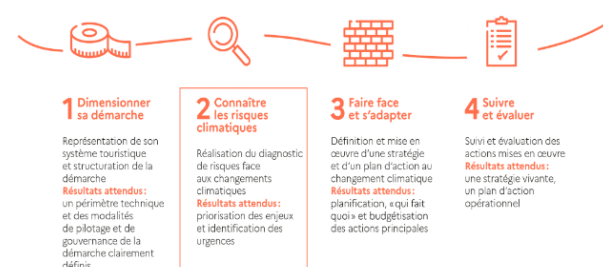 1 Dimensionner
sa démarche
Représentation de son
système touristique
et structuration de la
démarche
Résultats attendus :
un périmètre technique
et des modalités
de pilotage et de
gouvernance de la
démarche clairement
définis
2 Connaître
les risques
climatiques
Réalisation du diagnostic
de risques face
aux changements
climatiques
Résultats attendus :
priorisation des enjeux
et identification des
urgences
3 Faire face
et s'adapter
Définition et mise en
œuvre d'une stratégie
et d'un plan d'action au
changement climatique
Résultats attendus :
planification, « qui fait
quoi » et budgétisation
des actions principales
4 Suivre
et évaluer
Suivi et évaluation des
actions mises en œuvre
Résultats attendus :
une stratégie vivante,
un plan d'action
opérationnel